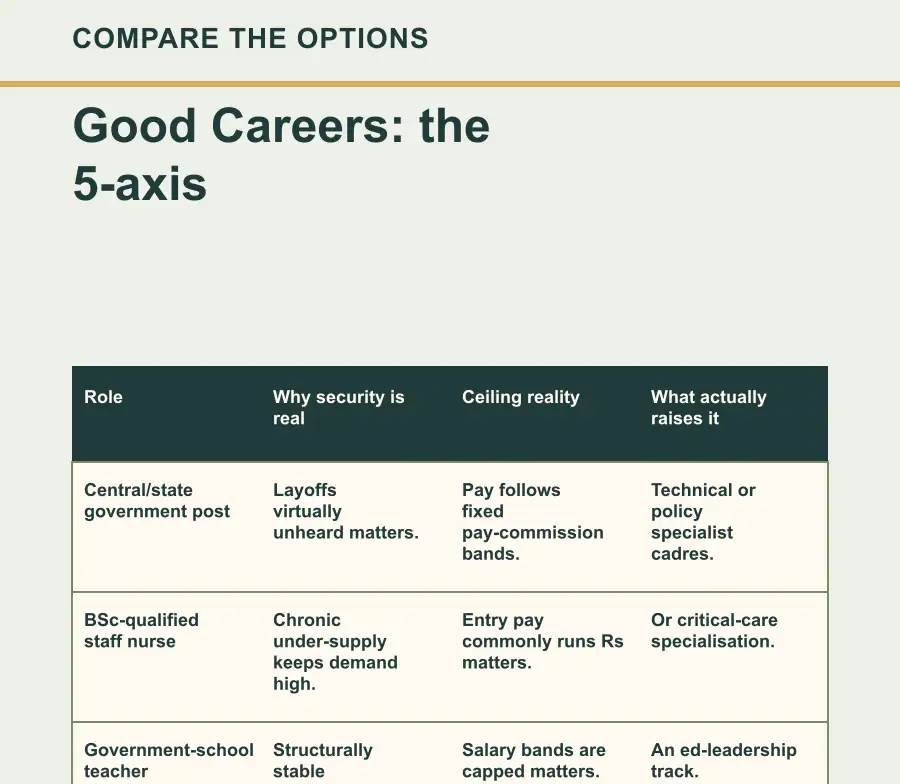 COMPARE THE OPTIONS
Good Careers: the
5-axis
Role
Why security is
real
Ceiling reality
What actually
raises it
Central/state
government post
Layoffs
virtually
unheard matters.
Pay follows
fixed
pay-commission
bands.
Technical or
policy
specialist
cadres.
BSc-qualified
staff nurse
Chronic
under-supply
keeps demand
high.
Entry pay
commonly runs Rs
matters.
Or critical-care
specialisation.
Government-school
teacher
Structurally
stable
Salary bands are
capped matters.
An ed-leadership
track.